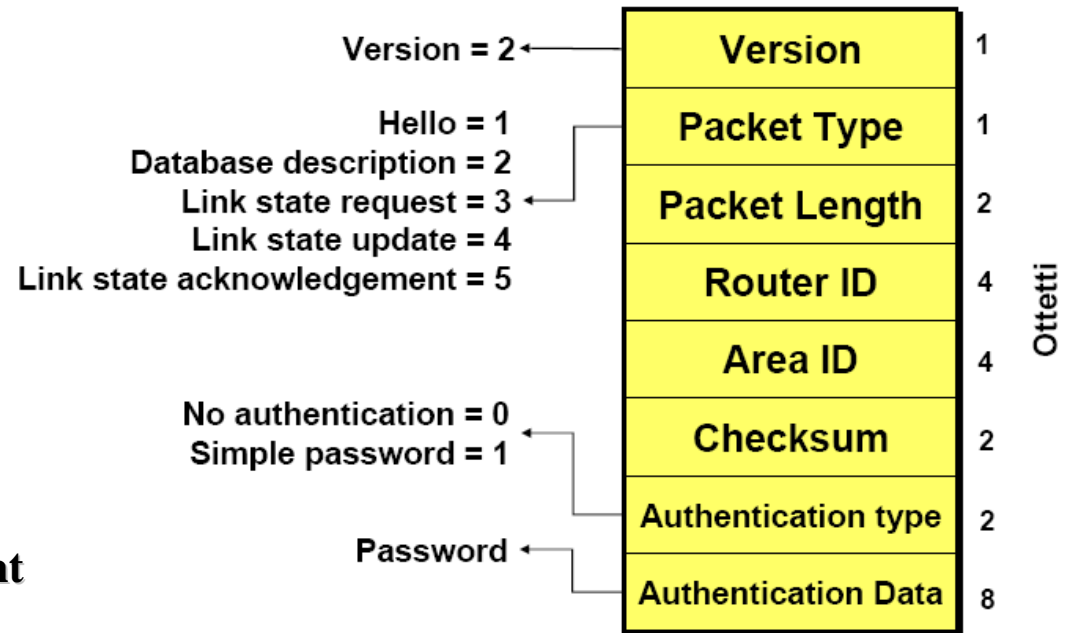 Version = 2
Version 1
Hello = 1
Packet Type 1
Database description = 2
Link state request = 3
Packet Length 2
Link state update = 4
Link state acknowledgement = 5
Router ID 4
Ottetti
Area ID 4
No authentication = 0
Simple password = 1
Checksum 2
Authentication type 2
Password
nt
Authentication Data 8